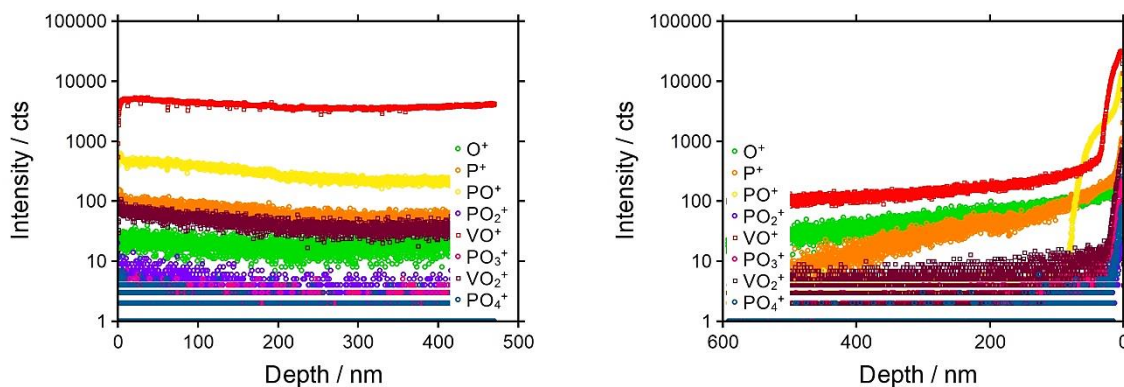 100000
10000
1000
100
10
1
Intensity / cts
0
100
200
300
400
500
Depth / nm
O⁺
P⁺
PO⁺
PO₂⁺
VO⁺
PO₃⁺
VO₂⁺
PO₄⁺
100000
10000
1000
100
10
1
Intensity / cts
600
400
200
0
Depth / nm
O⁺
P⁺
PO⁺
PO₂⁺
VO⁺
PO₃⁺
VO₂⁺
PO₄⁺